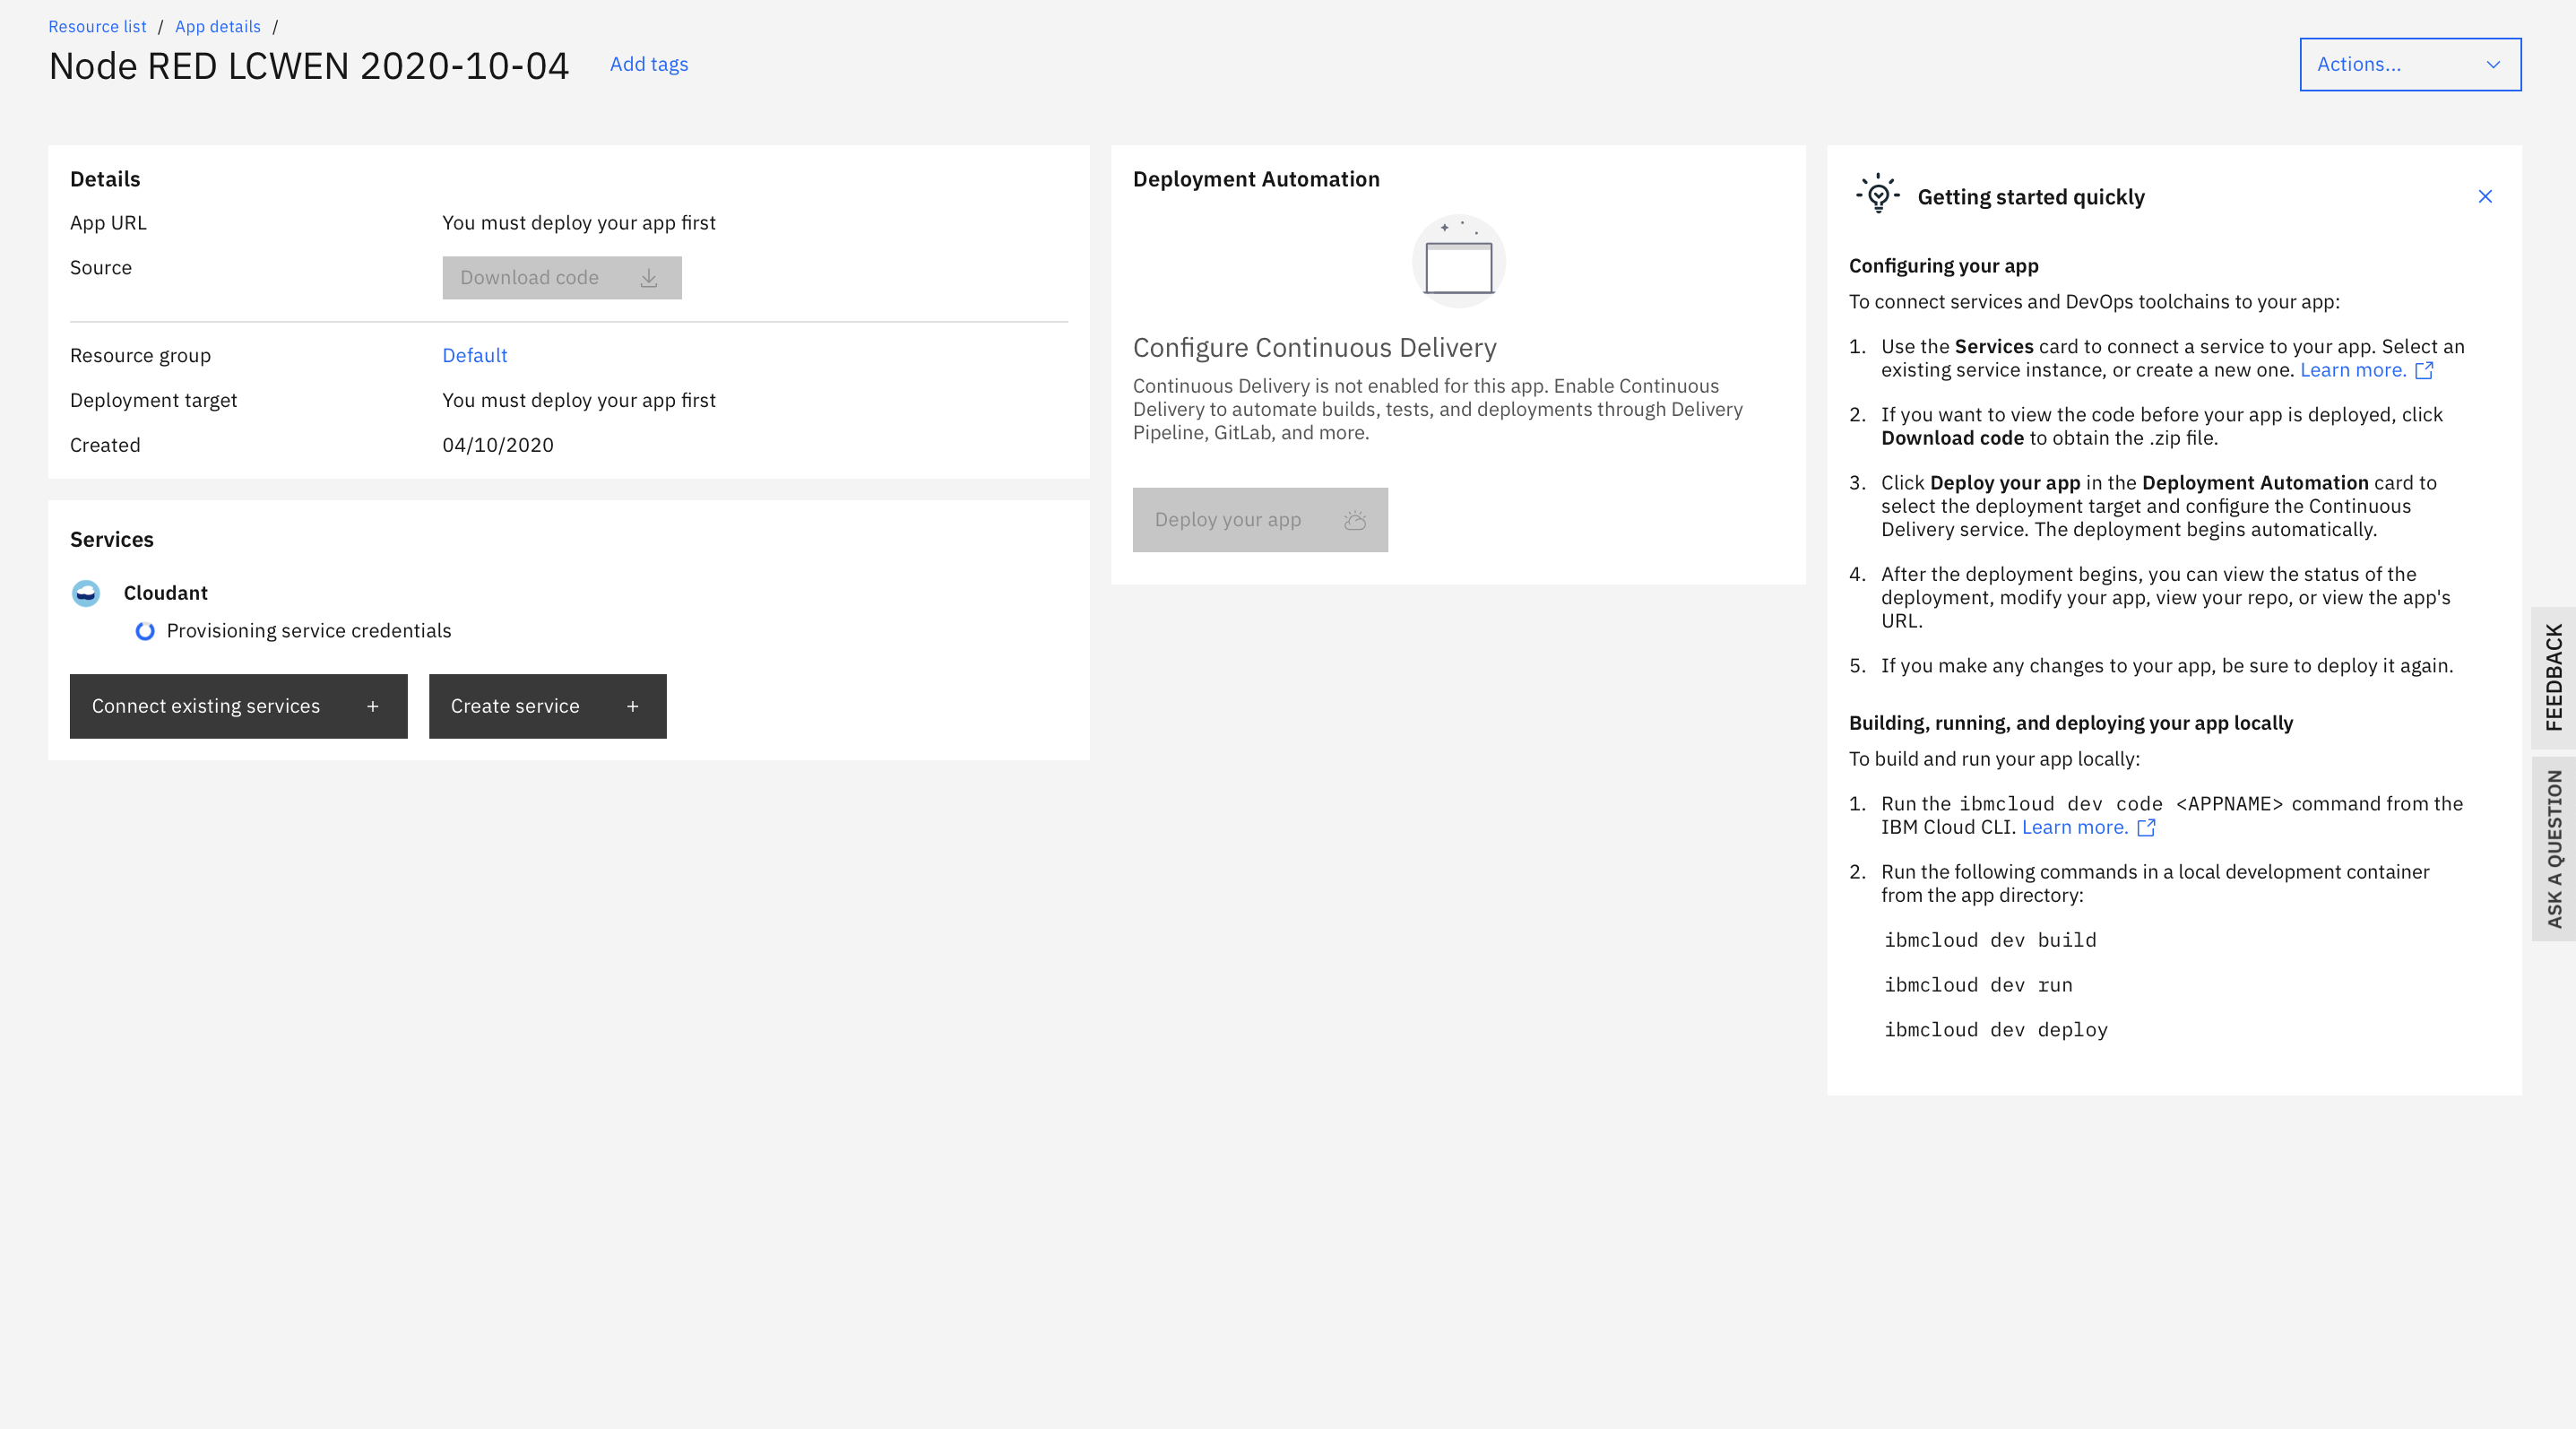 Resource list / App details /
Node RED LCWEN 2020-10-04 Add tags
Actions...
Details
App URL You must deploy your app first
Source Download code
Resource group Default
Deployment target You must deploy your app first
Created 04/10/2020
Services
Cloudant
Provisioning service credentials
Connect existing services +
Create service +
Deployment Automation
Configure Continuous Delivery
Continuous Delivery is not enabled for this app. Enable Continuous
Delivery to automate builds, tests, and deployments through Delivery
Pipeline, GitLab, and more.
Deploy your app
Getting started quickly
Configuring your app
To connect services and DevOps toolchains to your app:
1. Use the Services card to connect a service to your app. Select an
existing service instance, or create a new one. Learn more.
2. If you want to view the code before your app is deployed, click
Download code to obtain the .zip file.
3. Click Deploy your app in the Deployment Automation card to
select the deployment target and configure the Continuous
Delivery service. The deployment begins automatically.
4. After the deployment begins, you can view the status of the
deployment, modify your app, view your repo, or view the app's
URL.
5. If you make any changes to your app, be sure to deploy it again.
Building, running, and deploying your app locally
To build and run your app locally:
1. Run the ibmcloud dev code <APPNAME> command from the
IBM Cloud CLI. Learn more.
2. Run the following commands in a local development container
from the app directory:
ibmcloud dev build
ibmcloud dev run
ibmcloud dev deploy
FEEDBACK
ASK A QUESTION